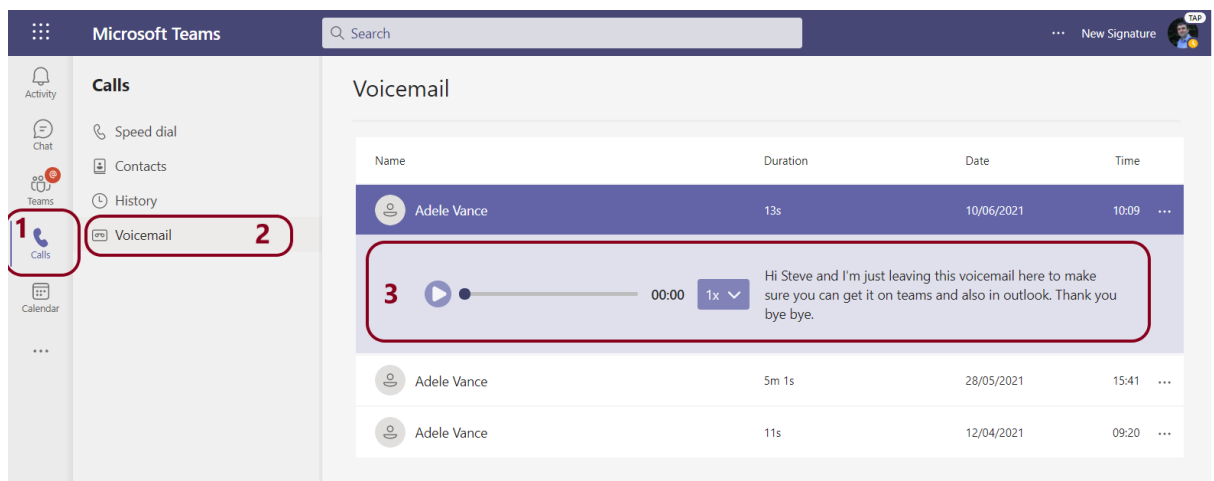 Microsoft Teams
Search
... New Signature
TAP
Activity
Chat
@
Teams
1
Calls
Calendar
...
Calls
Speed dial
Contacts
History
Voicemail 2
Voicemail
Name Duration Date Time
Adele Vance 13s 10/06/2021 10:09 ...
3 00:00 1x
Hi Steve and I'm just leaving this voicemail here to make
sure you can get it on teams and also in outlook. Thank you
bye bye.
Adele Vance 5m 1s 28/05/2021 15:41 ...
Adele Vance 11s 12/04/2021 09:20 ...